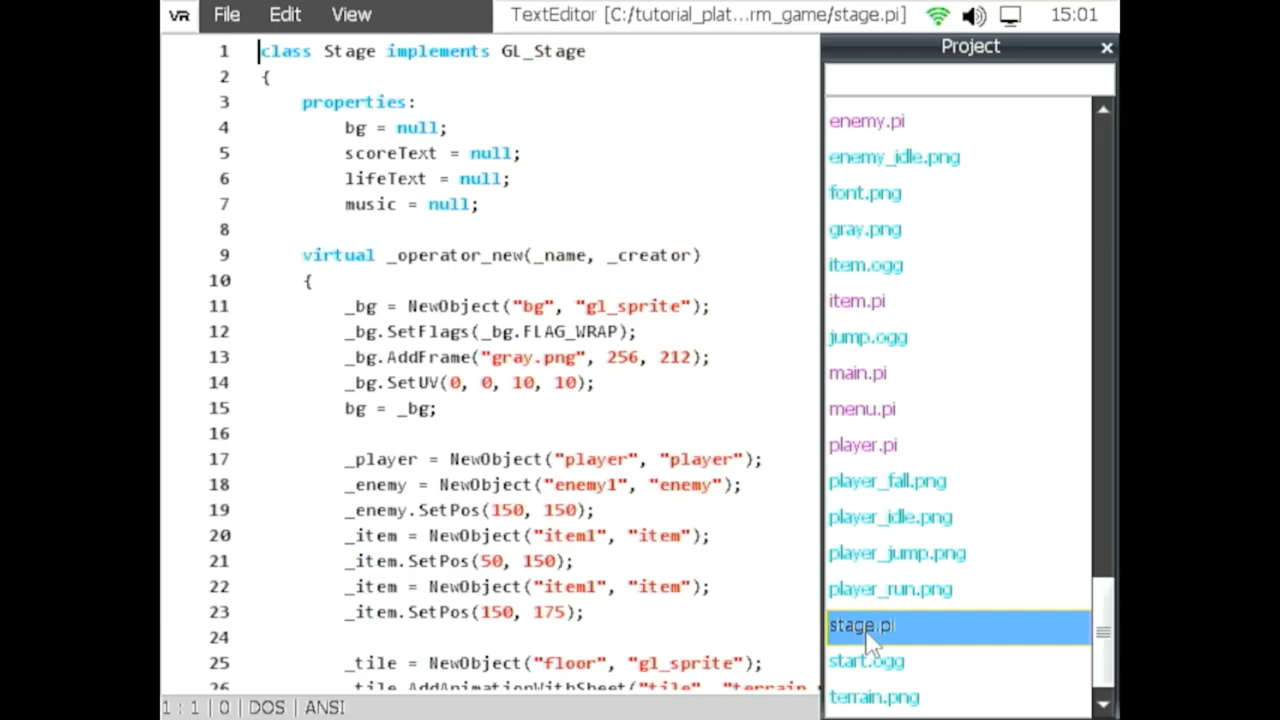 VR File Edit View TextEditor [C:/tutorial_plat...rm_game/stage.pi] 15:01
1 class Stage implements GL_Stage
2 {
3 properties:
4 bg = null;
5 scoreText = null;
6 lifeText = null;
7 music = null;
8
9 virtual _operator_new(_name, _creator)
10 {
11 _bg = NewObject("bg", "gl_sprite");
12 _bg.SetFlags(_bg.FLAG_WRAP);
13 _bg.AddFrame("gray.png", 256, 212);
14 _bg.SetUV(0, 0, 10, 10);
15 bg = _bg;
16
17 _player = NewObject("player", "player");
18 _enemy = NewObject("enemy1", "enemy");
19 _enemy.SetPos(150, 150);
20 _item = NewObject("item1", "item");
21 _item.SetPos(50, 150);
22 _item = NewObject("item1", "item");
23 _item.SetPos(150, 175);
24
25 _tile = NewObject("floor", "gl_sprite");
26 _tile.AddAnimationWithSheet("tile", "terrain.
1 : 1 | 0 | DOS | ANSI
Project
enemy.pi
enemy_idle.png
font.png
gray.png
item.ogg
item.pi
jump.ogg
main.pi
menu.pi
player.pi
player_fall.png
player_idle.png
player_jump.png
player_run.png
stage.pi
start.ogg
terrain.png